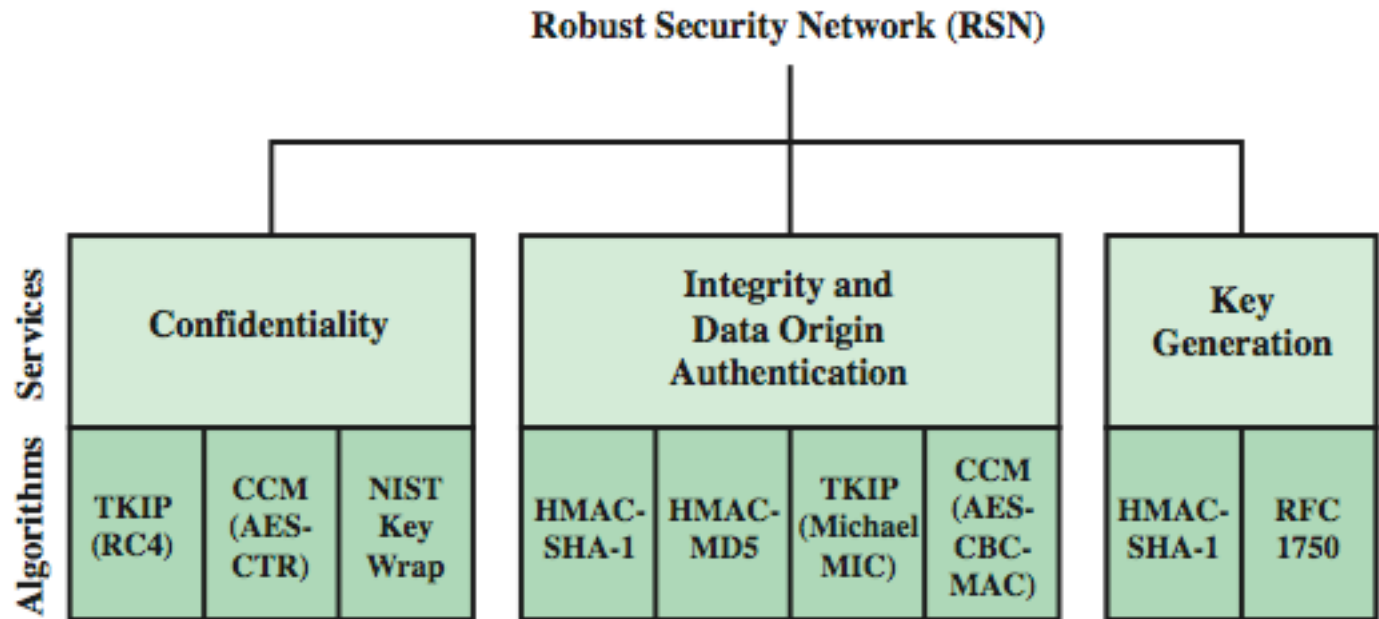 Robust Security Network (RSN)
Services
Confidentiality
Integrity and
Data Origin
Authentication
Key
Generation
Algorithms
TKIP
(RC4)
CCM
(AES-
CTR)
NIST
Key
Wrap
HMAC-
SHA-1
HMAC-
MD5
TKIP
(Michael
MIC)
CCM
(AES-
CBC-
MAC)
HMAC-
SHA-1
RFC
1750